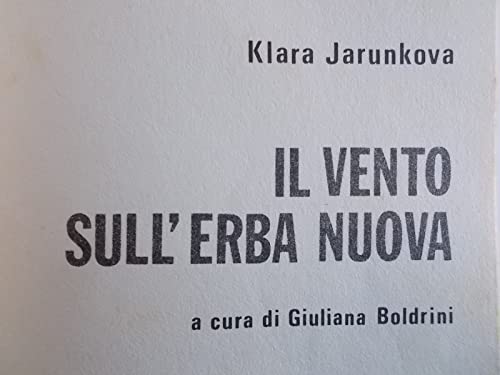 Klara Jarunkova
IL VENTO
SULL'ERBA NUOVA
a cura di Giuliana Boldrini